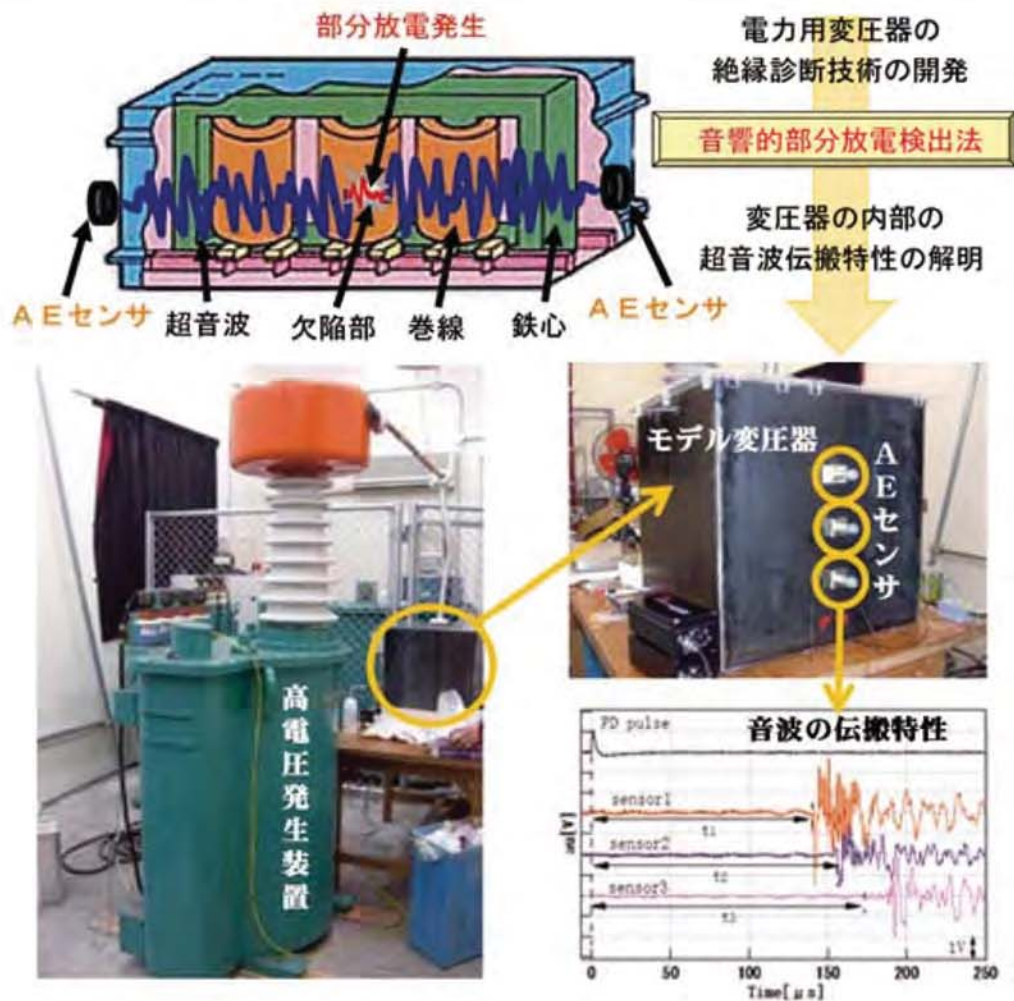 部分放電発生
電力用変圧器の
絶縁診断技術の開発
音響的部分放電検出法
変圧器の内部の
超音波伝搬特性の解明
AEセンサ
超音波
欠陥部
巻線
鉄心
AEセンサ
高電圧発生装置
モデル変圧器
AEセンサ
音波の伝搬特性
PD pulse
sensor1
t1
sensor2
t2
sensor3
t3
1V
0
50
100
150
200
250
Time[μs]